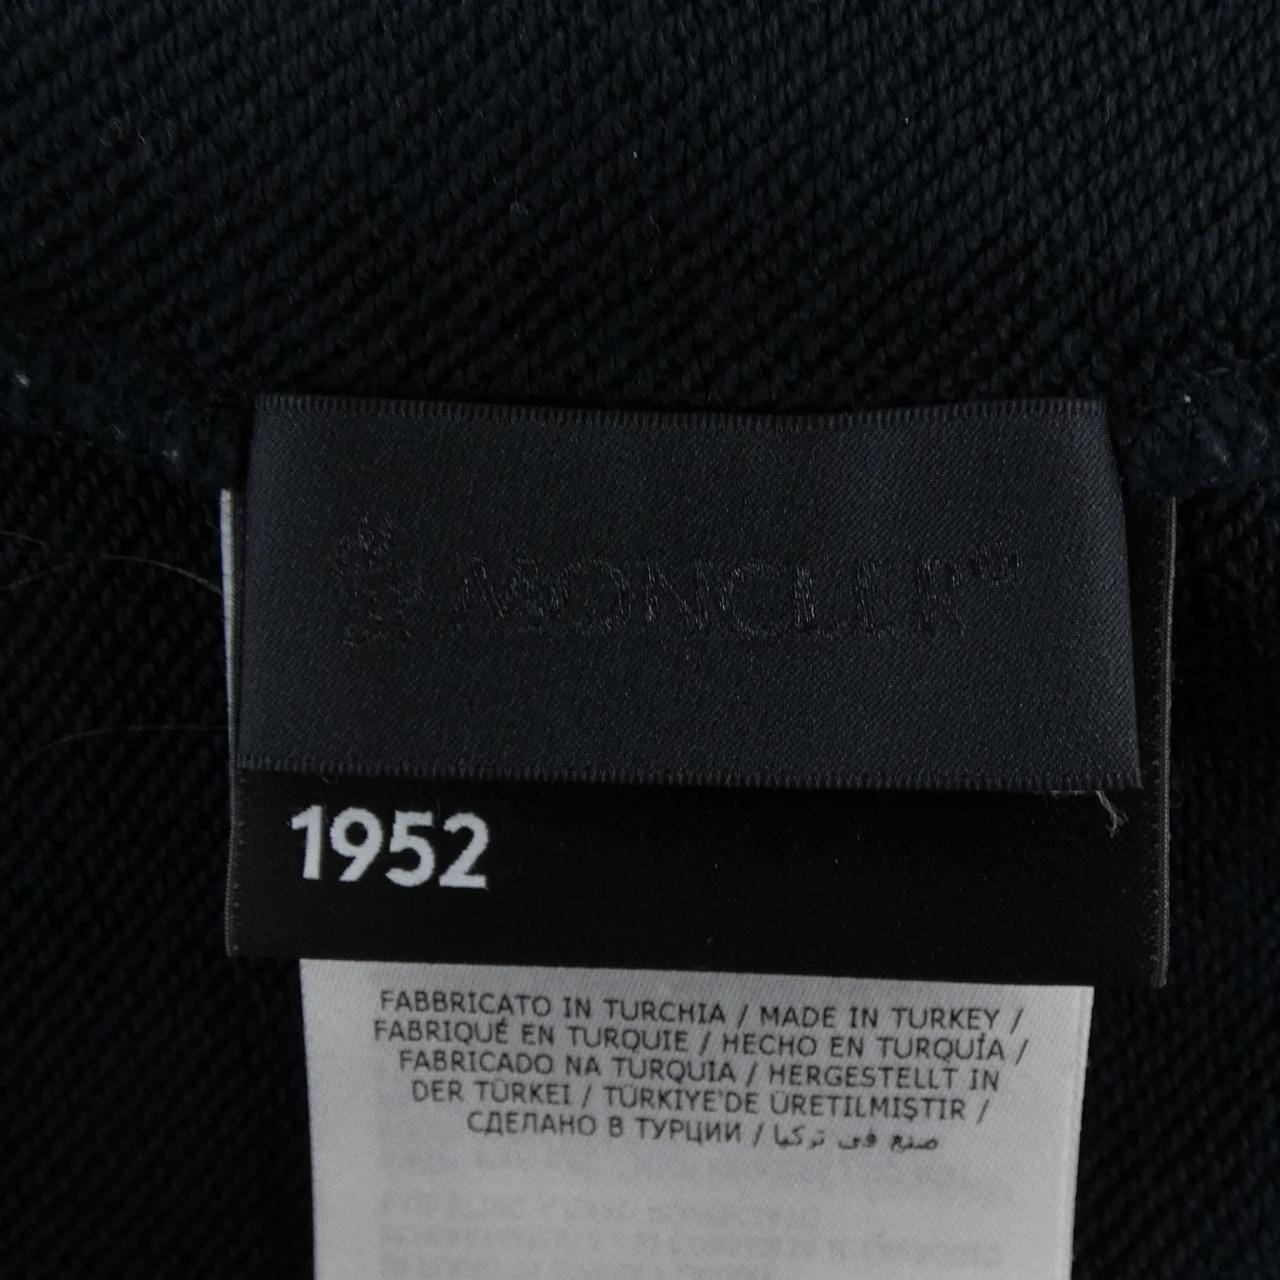 MONCLER
1952
FABBRICATO IN TURCHIA / MADE IN TURKEY /
FABRIQUÉ EN TURQUIE / HECHO EN TURQUÍA /
FABRICADO NA TURQUIA / HERGESTELLT IN
DER TÜRKEI / TÜRKIYE'DE ÜRETILMIŞTIR /
СДЕЛАНО В ТУРЦИИ / صنع في تركيا